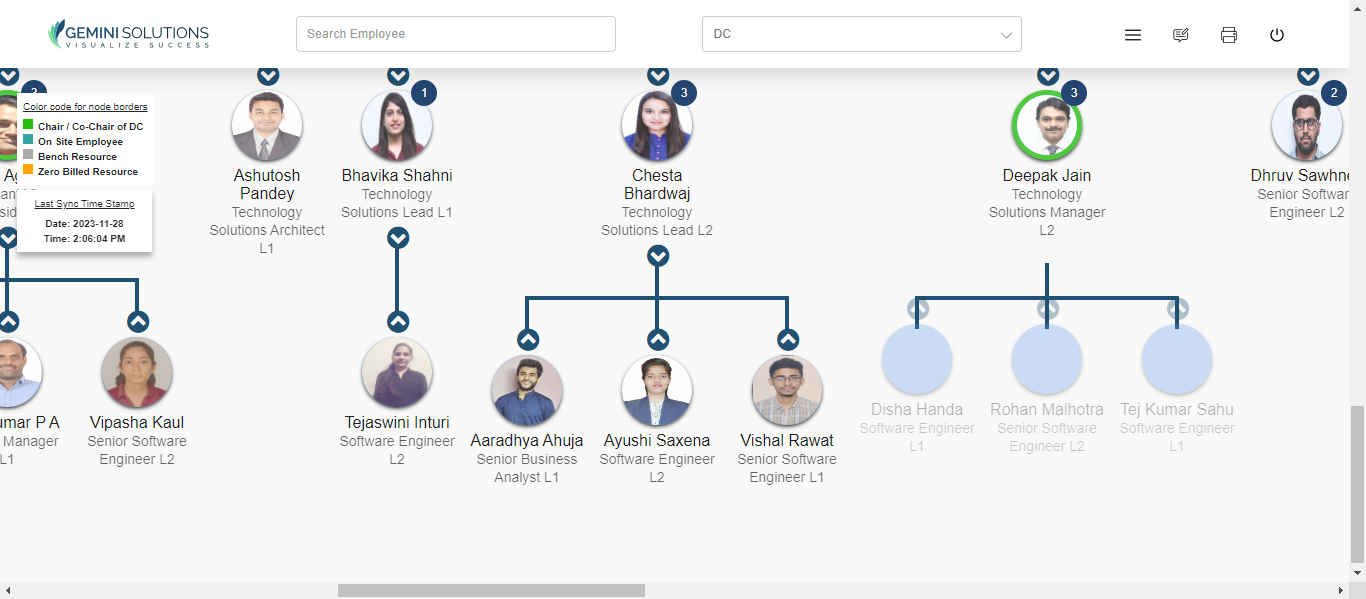 GEMINI SOLUTIONS
VISUALIZE SUCCESS
Search Employee
DC
Color code for node borders
Chair / Co-Chair of DC
On Site Employee
Bench Resource
Zero Billed Resource
Last Sync Time Stamp
Date: 2023-11-28
Time: 2:06:04 PM
umar P A
Manager
L1
Vipasha Kaul
Senior Software
Engineer L2
Ashutosh
Pandey
Technology
Solutions Architect
L1
1
Bhavika Shahni
Technology
Solutions Lead L1
Tejaswini Inturi
Software Engineer
L2
3
Chesta
Bhardwaj
Technology
Solutions Lead L2
Aaradhya Ahuja
Senior Business
Analyst L1
Ayushi Saxena
Software Engineer
L2
Vishal Rawat
Senior Software
Engineer L1
3
Deepak Jain
Technology
Solutions Manager
L2
Disha Handa
Software Engineer
L1
Rohan Malhotra
Senior Software
Engineer L2
Tej Kumar Sahu
Software Engineer
L1
2
Dhruv Sawhne
Senior Softwar
Engineer L2